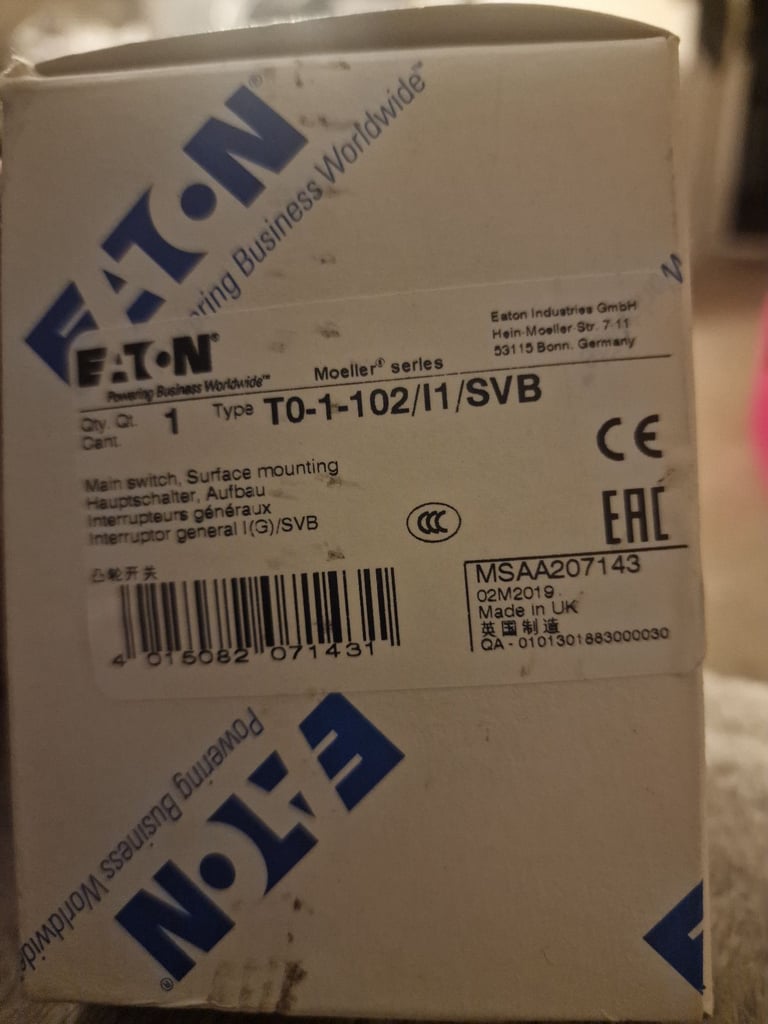 EATON®
Powering Business Worldwide™
EATON® Powering Business Worldwide™
Moeller® series
Eaton Industries GmbH
Hein-Moeller-Str. 7-11
53115 Bonn. Germany
Qty. Qt. 1 Type T0-1-102/I1/SVB
Cant.
CE
Main switch, Surface mounting
Hauptschalter, Aufbau
Interrupteurs généraux
Interruptor general I(G)/SVB
CCC
EAC
凸轮开关
4 015082 071431
MSAA207143
02M2019
Made in UK
英国制造
QA - 0101301883000030
Powering Business Worldwide
EATON®